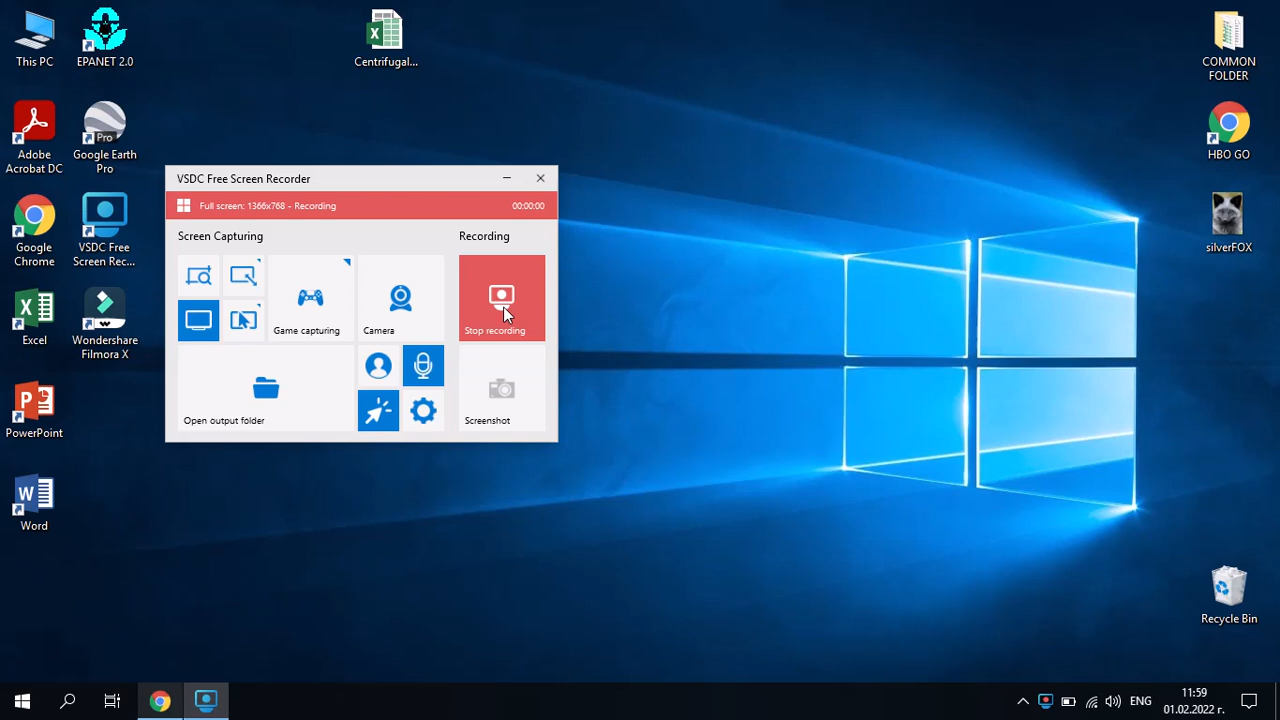 This PC
EPANET 2.0
Centrifugal...
COMMON
FOLDER
Adobe
Acrobat DC
Pro
Google Earth
Pro
HBO GO
VSDC Free Screen Recorder
Full screen: 1366x768 - Recording
00:00:00
Screen Capturing
Recording
Google
Chrome
VSDC Free
Screen Rec...
silverFOX
Game capturing
Camera
Stop recording
Excel
Wondershare
Filmora X
Open output folder
Screenshot
PowerPoint
Word
Recycle Bin
ENG
11:59
01.02.2022 г.